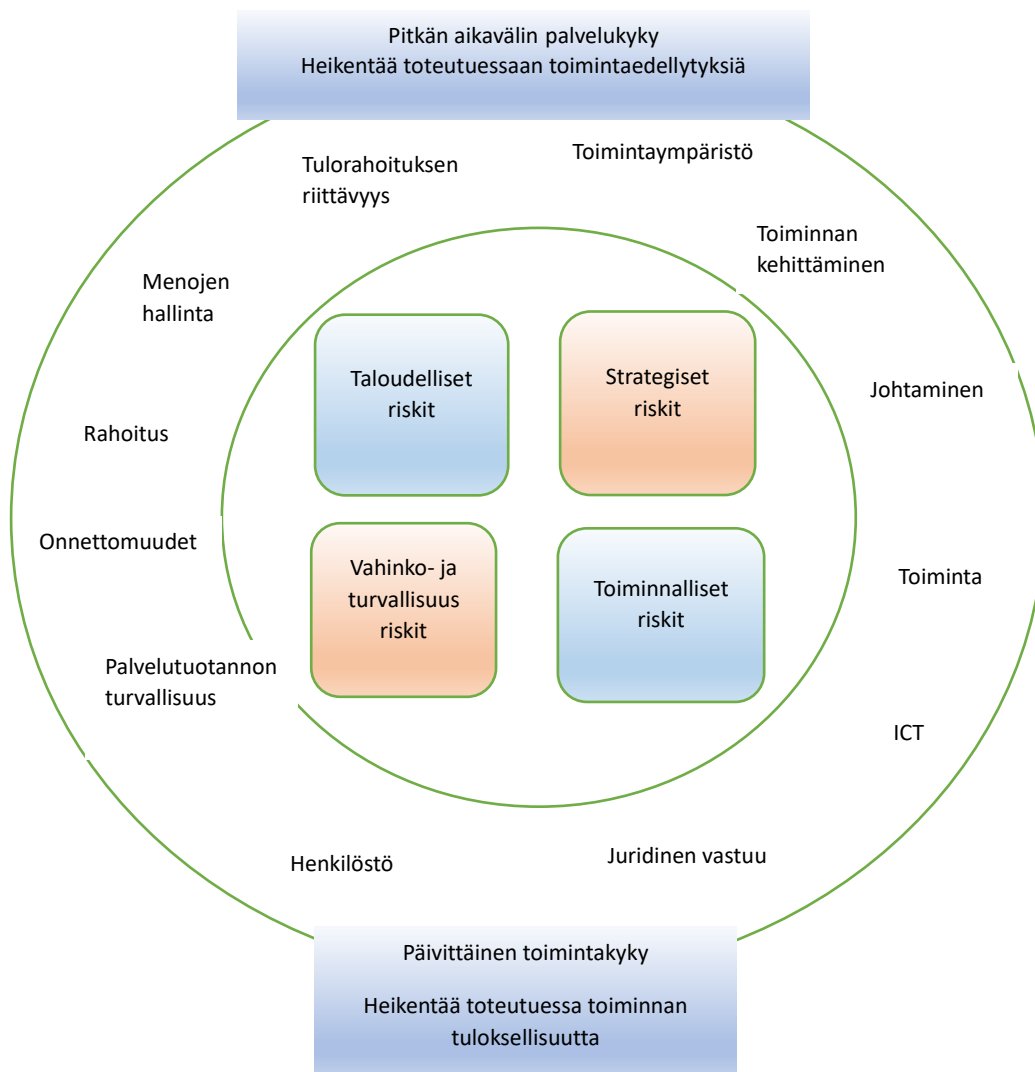 Pitkän aikavälin palvelukyky
Heikentää toteutuessaan toimintaedellytyksiä
Tulorahoituksen
riittävyys
Toimintaympäristö
Toiminnan
kehittäminen
Menojen
hallinta
Taloudelliset
riskit
Strategiset
riskit
Johtaminen
Rahoitus
Onnettomuudet
Vahinko- ja
turvallisuus
riskit
Toiminnalliset
riskit
Toiminta
Palvelutuotannon
turvallisuus
ICT
Henkilöstö
Juridinen vastuu
Päivittäinen toimintakyky
Heikentää toteutuessa toiminnan
tuloksellisuutta